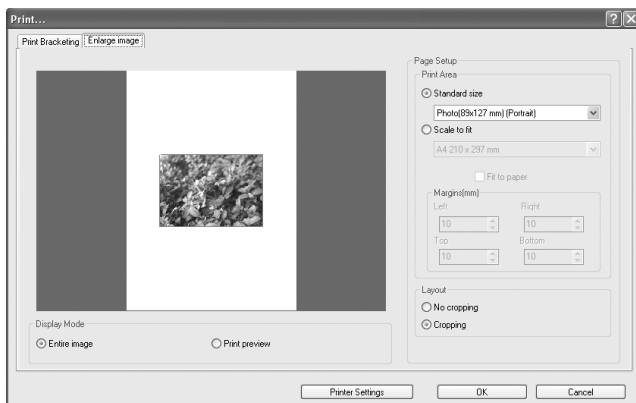 Print...
Print Bracketing Enlarge image
Page Setup
Print Area
Standard size
Photo(89x127 mm) (Portrait)
Scale to fit
A4 210 x 297 mm
Fit to paper
Margins(mm)
Left Right
10 10
Top Bottom
10 10
Layout
No cropping
Cropping
Display Mode
Entire image Print preview
Printer Settings OK Cancel